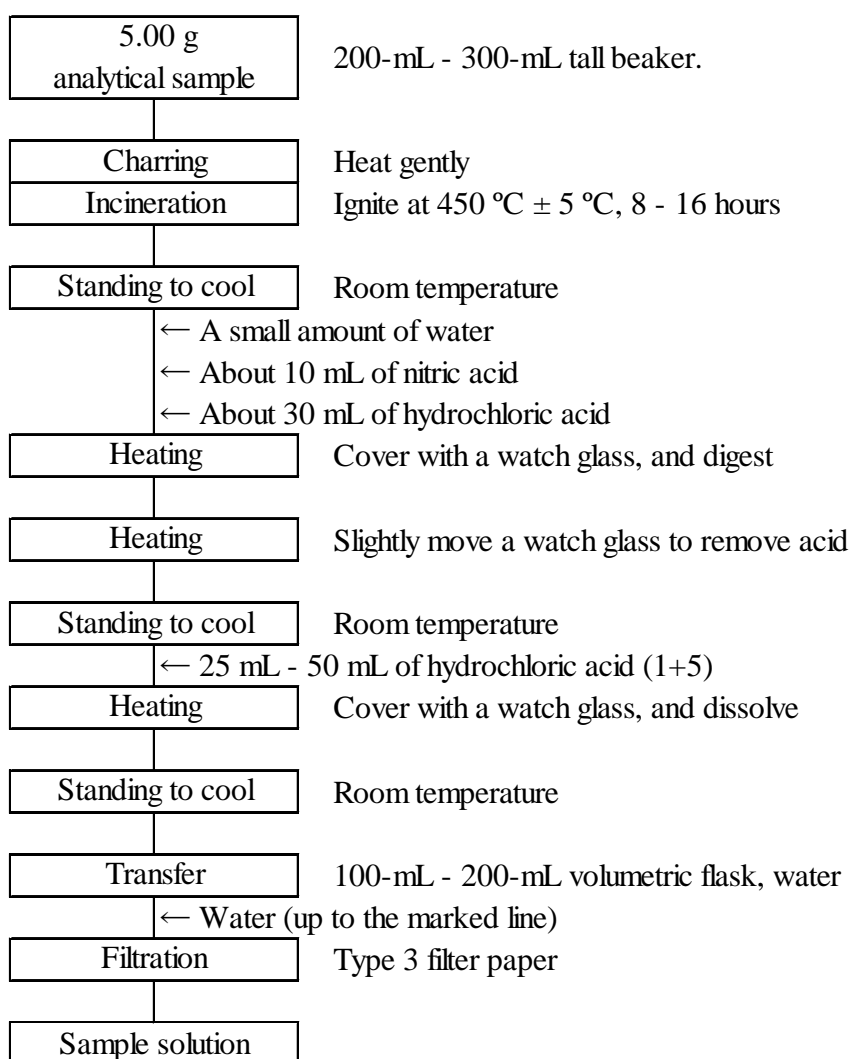 5.00 g
analytical sample
200-mL - 300-mL tall beaker.
Charring
Heat gently
Incineration
Ignite at 450 ºC ± 5 ºC, 8 - 16 hours
Standing to cool
Room temperature
← A small amount of water
← About 10 mL of nitric acid
← About 30 mL of hydrochloric acid
Heating
Cover with a watch glass, and digest
Heating
Slightly move a watch glass to remove acid
Standing to cool
Room temperature
← 25 mL - 50 mL of hydrochloric acid (1+5)
Heating
Cover with a watch glass, and dissolve
Standing to cool
Room temperature
Transfer
100-mL - 200-mL volumetric flask, water
← Water (up to the marked line)
Filtration
Type 3 filter paper
Sample solution